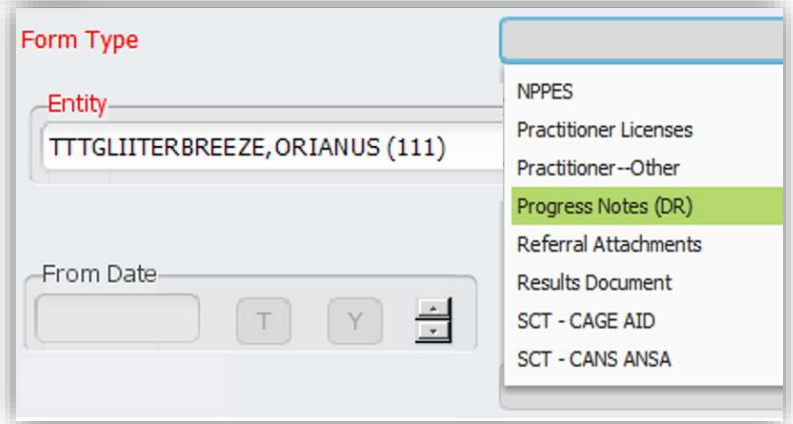 Form Type
Entity
TTTGLIITERBREEZE,ORIANUS (111)
From Date
T
Y
NPPES
Practitioner Licenses
Practitioner--Other
Progress Notes (DR)
Referral Attachments
Results Document
SCT - CAGE AID
SCT - CANS ANSA